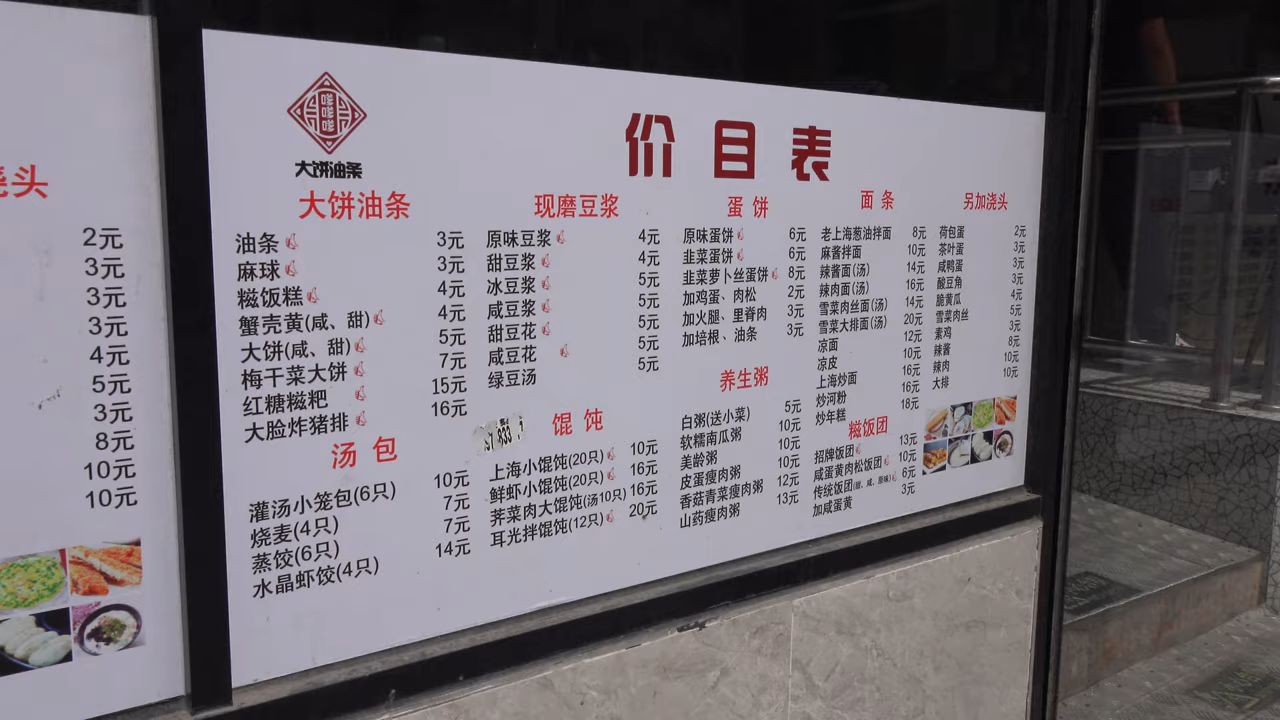 浇头
2元
3元
3元
3元
4元
5元
3元
8元
10元
10元
嗲嗲嗲
大饼油条
价目表
大饼油条
油条 3元
麻球 3元
糍饭糕 4元
蟹壳黄(咸、甜) 4元
大饼(咸、甜) 5元
梅干菜大饼 7元
红糖糍粑 15元
大脸炸猪排 16元
汤包
灌汤小笼包(6只) 10元
烧麦(4只) 7元
蒸饺(6只) 7元
水晶虾饺(4只) 14元
现磨豆浆
原味豆浆 4元
甜豆浆 4元
冰豆浆 5元
咸豆浆 5元
甜豆花 5元
咸豆花 5元
绿豆汤 5元
馄饨
上海小馄饨(20只) 10元
鲜虾小馄饨(20只) 16元
荠菜肉大馄饨(汤10只) 16元
耳光拌馄饨(12只) 20元
蛋饼
原味蛋饼 6元
韭菜蛋饼 6元
韭菜萝卜丝蛋饼 8元
加鸡蛋、肉松 2元
加火腿、里脊肉 3元
加培根、油条 3元
养生粥
白粥(送小菜) 5元
软糯南瓜粥 10元
美龄粥 10元
皮蛋瘦肉粥 10元
香菇青菜瘦肉粥 12元
山药瘦肉粥 13元
面条
老上海葱油拌面 8元
麻酱拌面 10元
辣酱面(汤) 14元
辣肉面(汤) 16元
雪菜肉丝面(汤) 14元
雪菜大排面(汤) 20元
凉面 12元
凉皮 10元
上海炒面 16元
炒河粉 16元
炒年糕 18元
糍饭团
招牌饭团 13元
咸蛋黄肉松饭团 10元
传统饭团(甜、咸、原味) 6元
加咸蛋黄 3元
另加浇头
荷包蛋 2元
茶叶蛋 3元
咸鸭蛋 3元
酸豆角 3元
脆黄瓜 4元
雪菜肉丝 5元
素鸡 3元
辣酱 8元
辣肉 10元
大排 10元